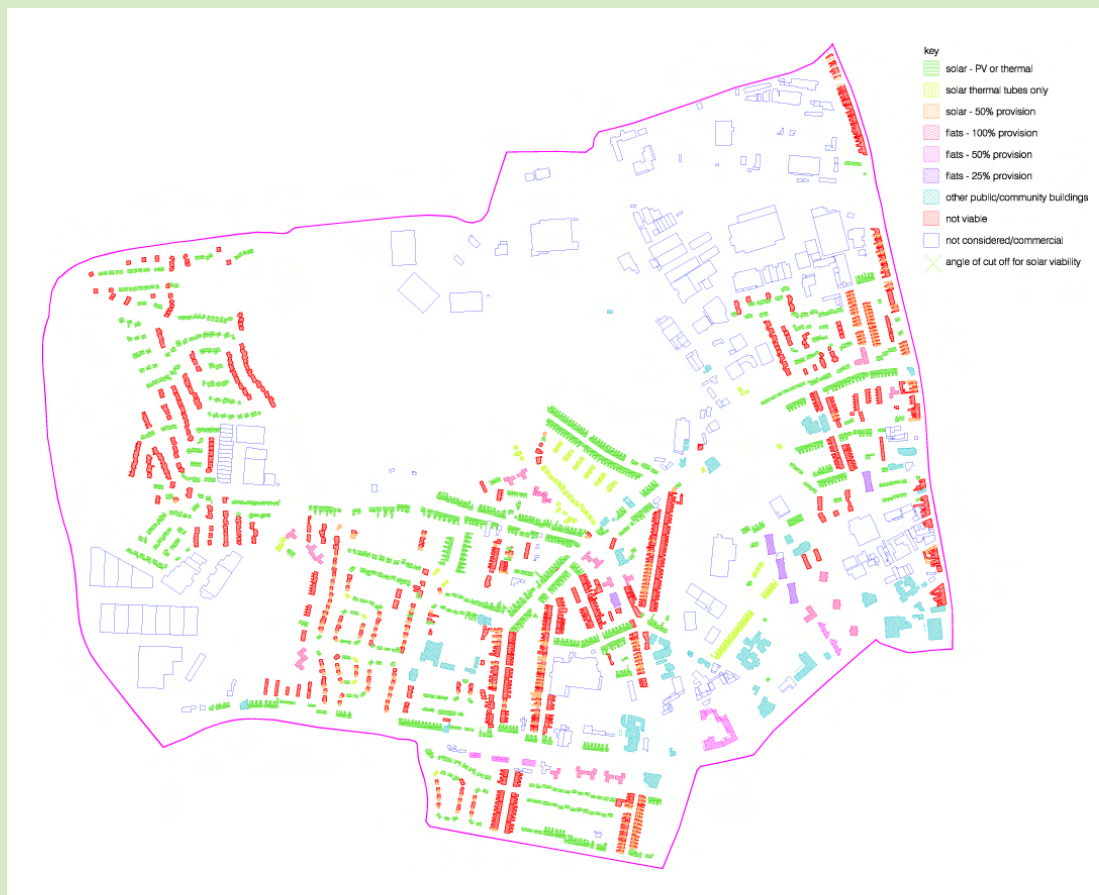 key
solar - PV or thermal
solar thermal tubes only
solar - 50% provision
flats - 100% provision
flats - 50% provision
flats - 25% provision
other public/community buildings
not viable
not considered/commercial
angle of cut off for solar viability